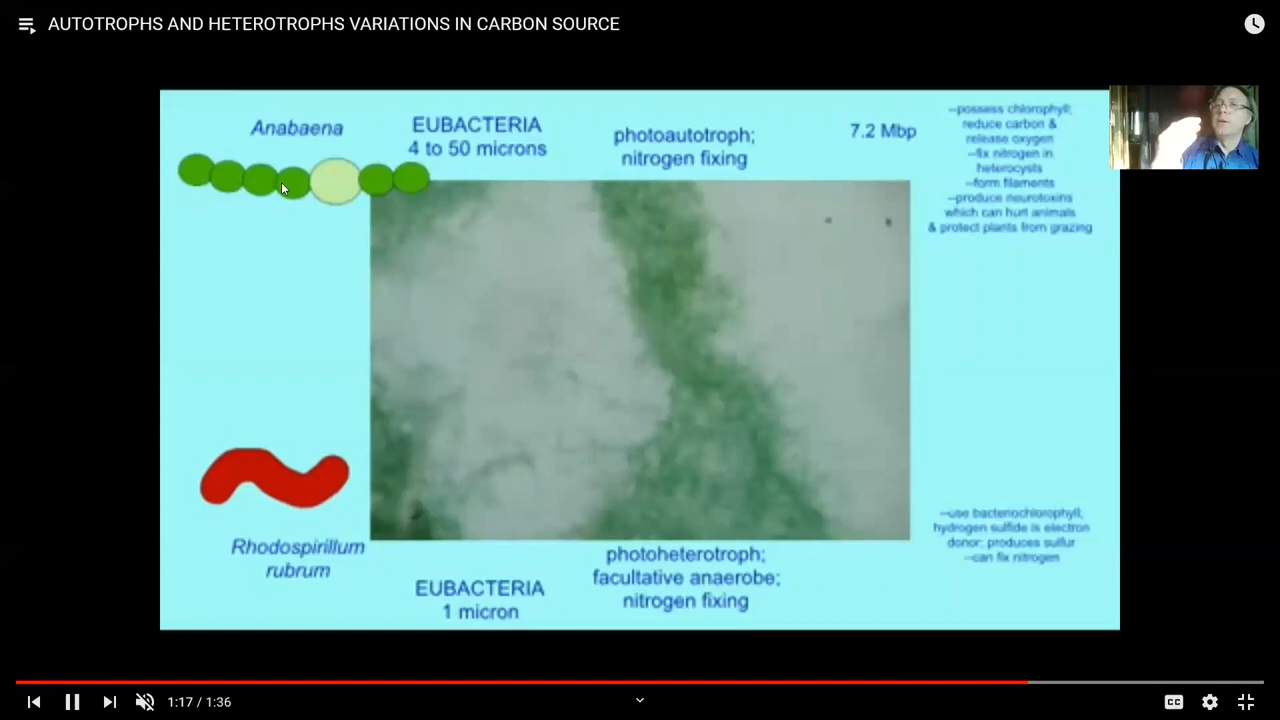 AUTOTROPHS AND HETEROTROPHS VARIATIONS IN CARBON SOURCE
Anabaena
EUBACTERIA
4 to 50 microns
photoautotroph;
nitrogen fixing
7.2 Mbp
--possess chlorophyll;
reduce carbon &
release oxygen
--fix nitrogen in
heterocysts
--form filaments
--produce neurotoxins
which can hurt animals
& protect plants from grazing
Rhodospirillum
rubrum
EUBACTERIA
1 micron
photoheterotroph;
facultative anaerobe;
nitrogen fixing
--use bacteriochlorophyll,
hydrogen sulfide is electron
donor: produces sulfur
--can fix nitrogen
1:17 / 1:36
CC